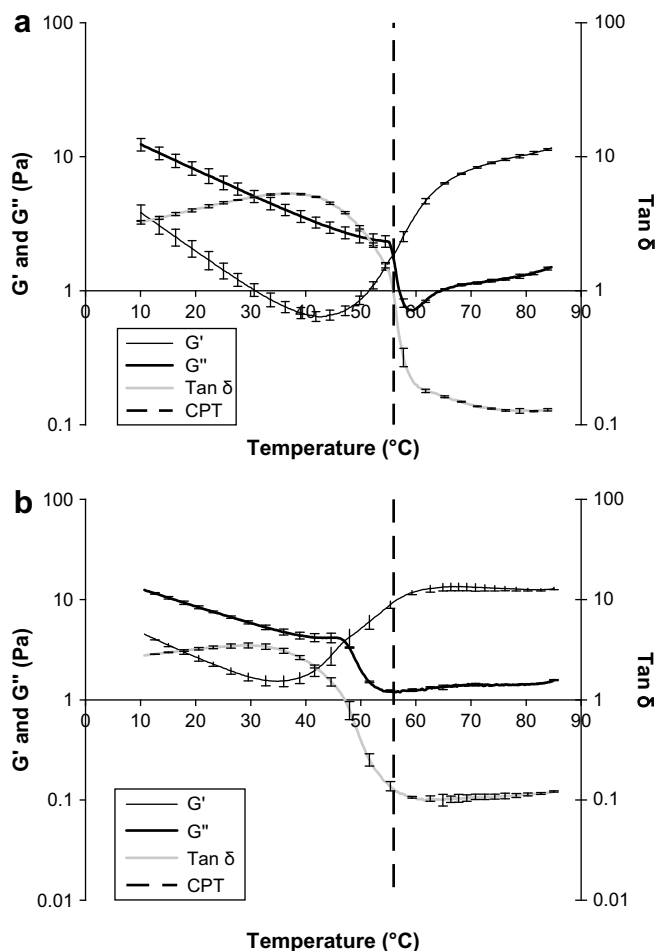 a
100
10
1
0.1
G' and G'' (Pa)
100
10
1
0.1
Tan δ
0 10 20 30 40 50 60 70 80 90
G'
G''
Tan δ
CPT
Temperature (°C)
b
100
10
1
0.1
0.01
G' and G'' (Pa)
100
10
1
0.1
0.01
Tan δ
0 10 20 30 40 50 60 70 80 90
G'
G''
Tan δ
CPT
Temperature (°C)